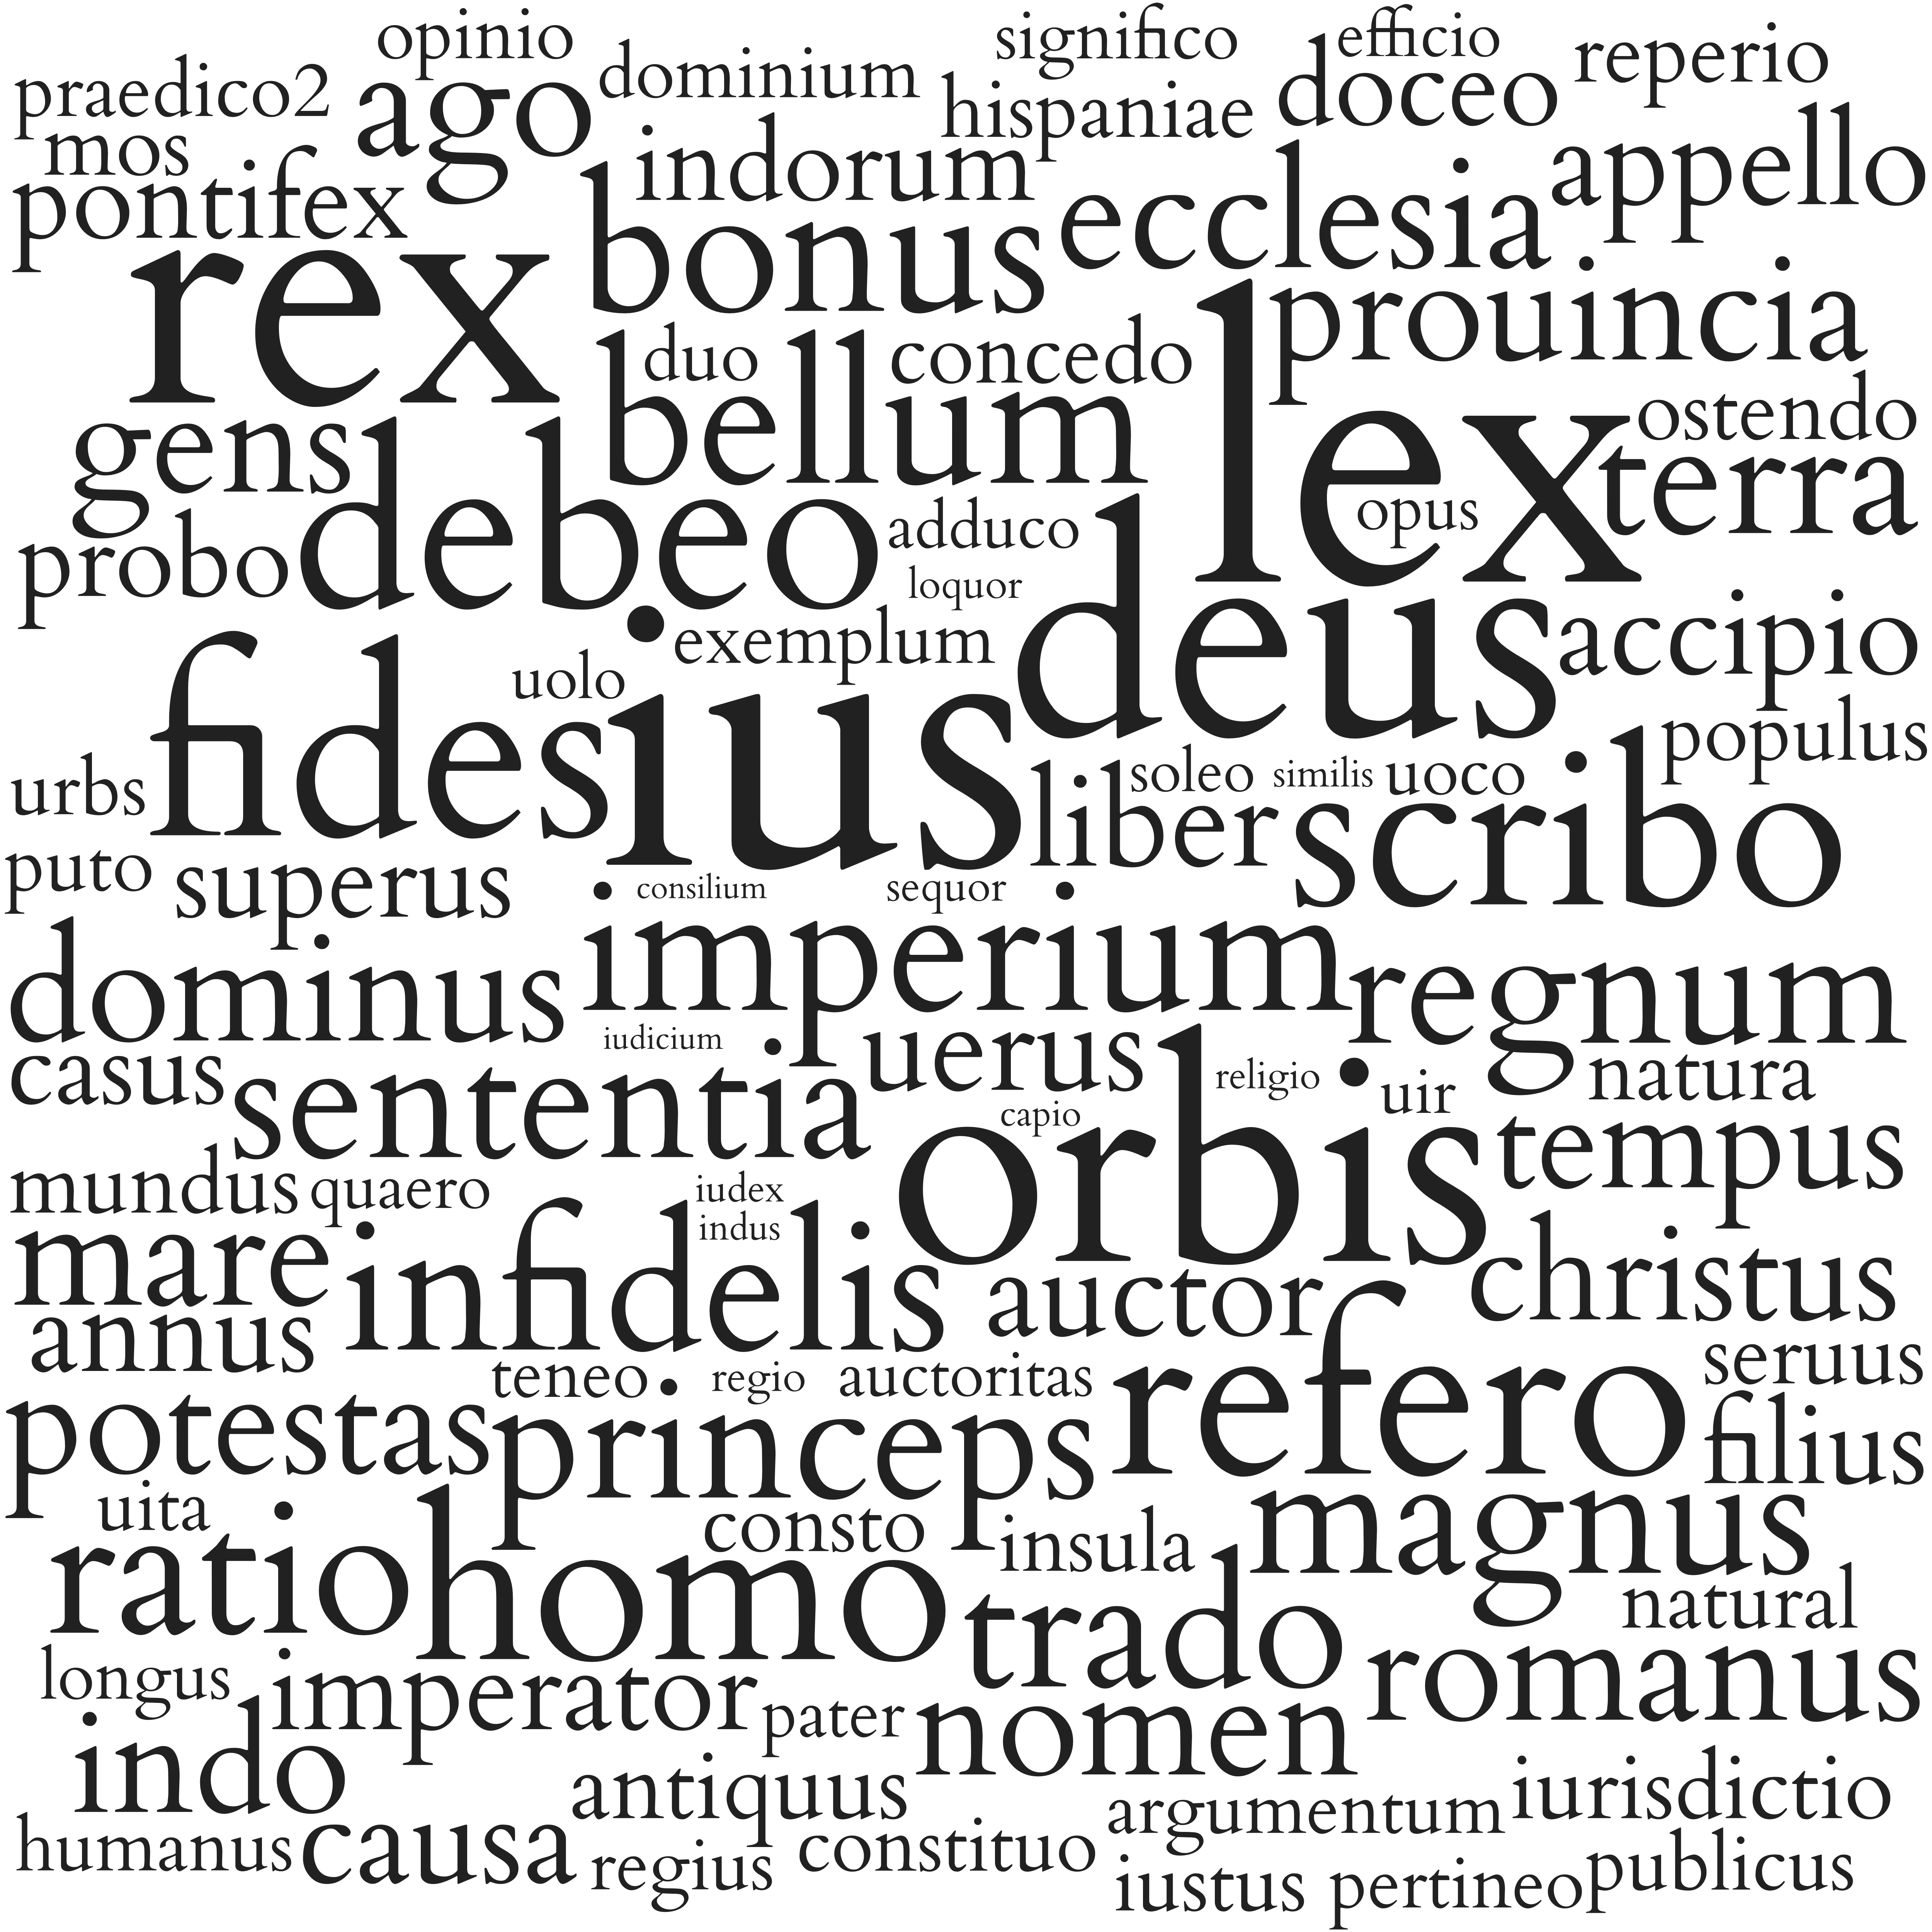 opinio significo efficio
praedico2 ago dominium hispaniae doceo reperio
mos indorum appello
pontifex bonus ecclesia
rex duo concedo lex prouincia
gens bellum ostendo
debeo adduco opus terra
probo loquor deus
exemplum accipio
fides uolo ius populus
urbs liber soleo similis uoco scribo
puto superus consilium sequor
dominus imperium regnum
casus iudicium uerus religio uir natura
sententia capio orbis tempus
mundus quaero iudex
mare infidelis indus christus
annus auctor
teneo regio auctoritas refero seruus
potestas princeps filius
uita consto insula magnus
ratio homo trado natural
longus imperator pater romanus
indo nomen
antiquus argumentum iurisdictio
humanus causa regius constituo publicus
iustus pertineo